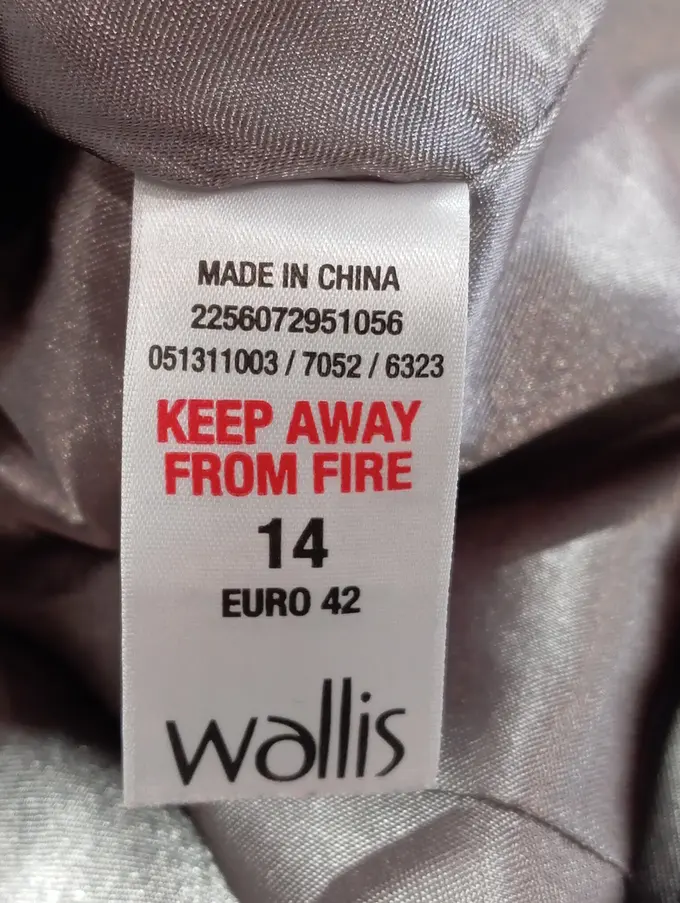 MADE IN CHINA
2256072951056
051311003 / 7052 / 6323
KEEP AWAY
FROM FIRE
14
EURO 42
wallis